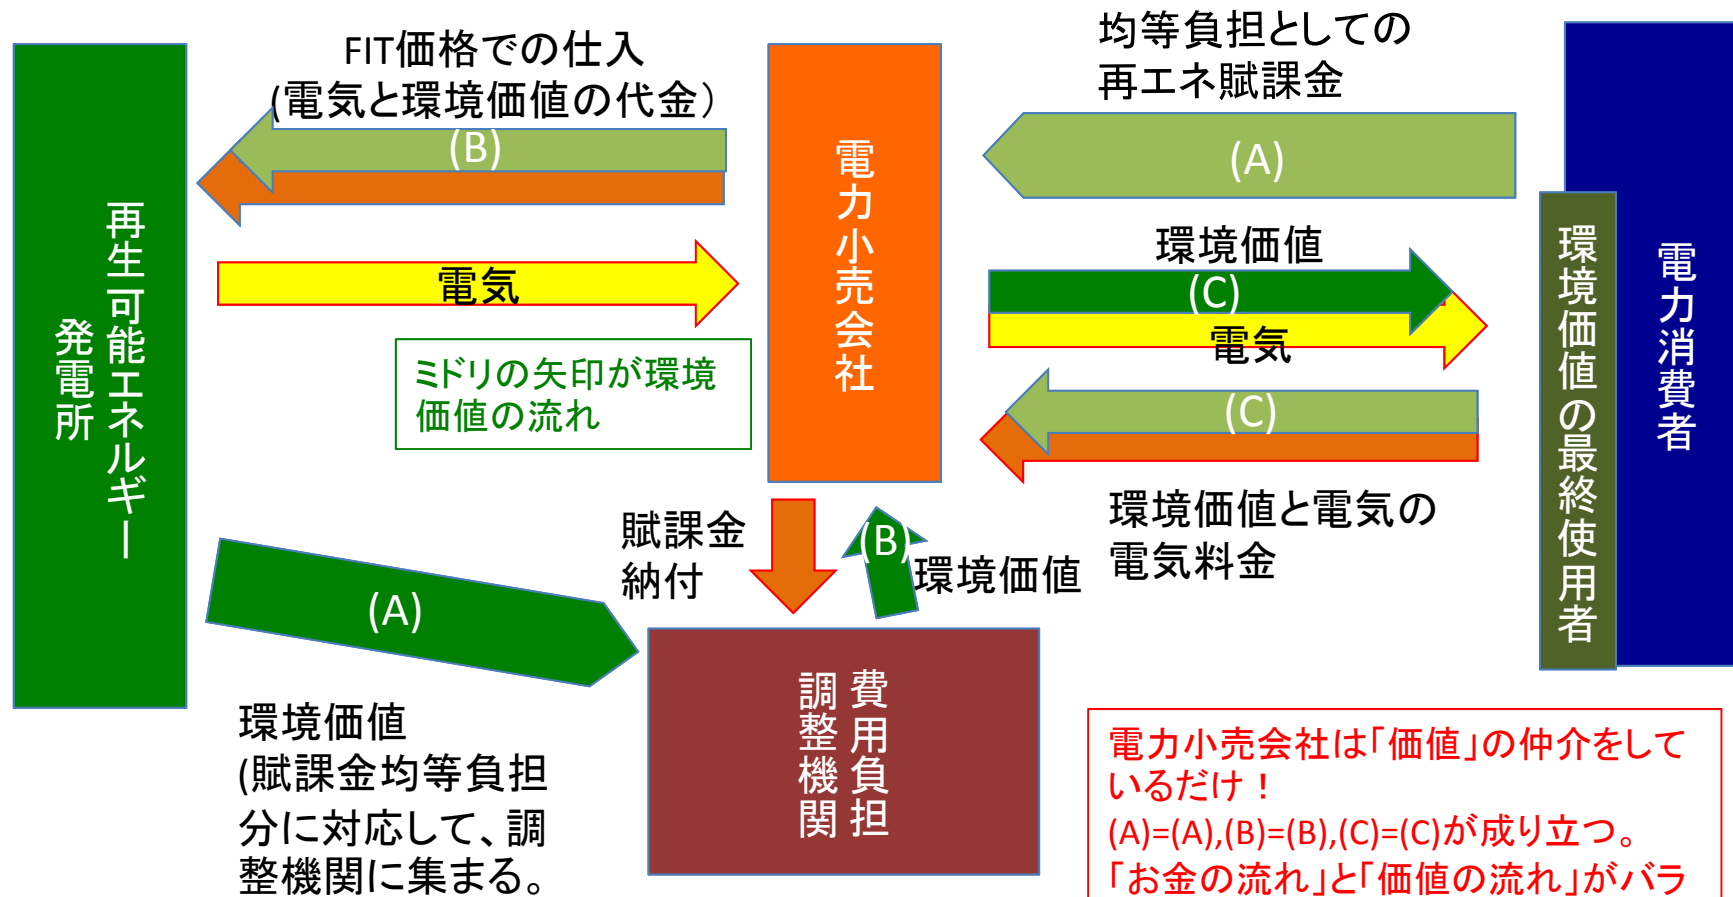 FIT価格での仕入
(電気と環境価値の代金）
均等負担としての
再エネ賦課金
(B)
(A)
再生可能エネルギー
発電所
電力小売会社
環境価値の最終使用者
電力消費者
電気
環境価値
(C)
電気
ミドリの矢印が環境
価値の流れ
(C)
環境価値と電気の
電気料金
賦課金
納付
(B)
環境価値
(A)
費用負担
調整機関
環境価値
(賦課金均等負担
分に対応して、調
整機関に集まる。
電力小売会社は「価値」の仲介をして
いるだけ！
(A)=(A),(B)=(B),(C)=(C)が成り立つ。
「お金の流れ」と「価値の流れ」がバラ